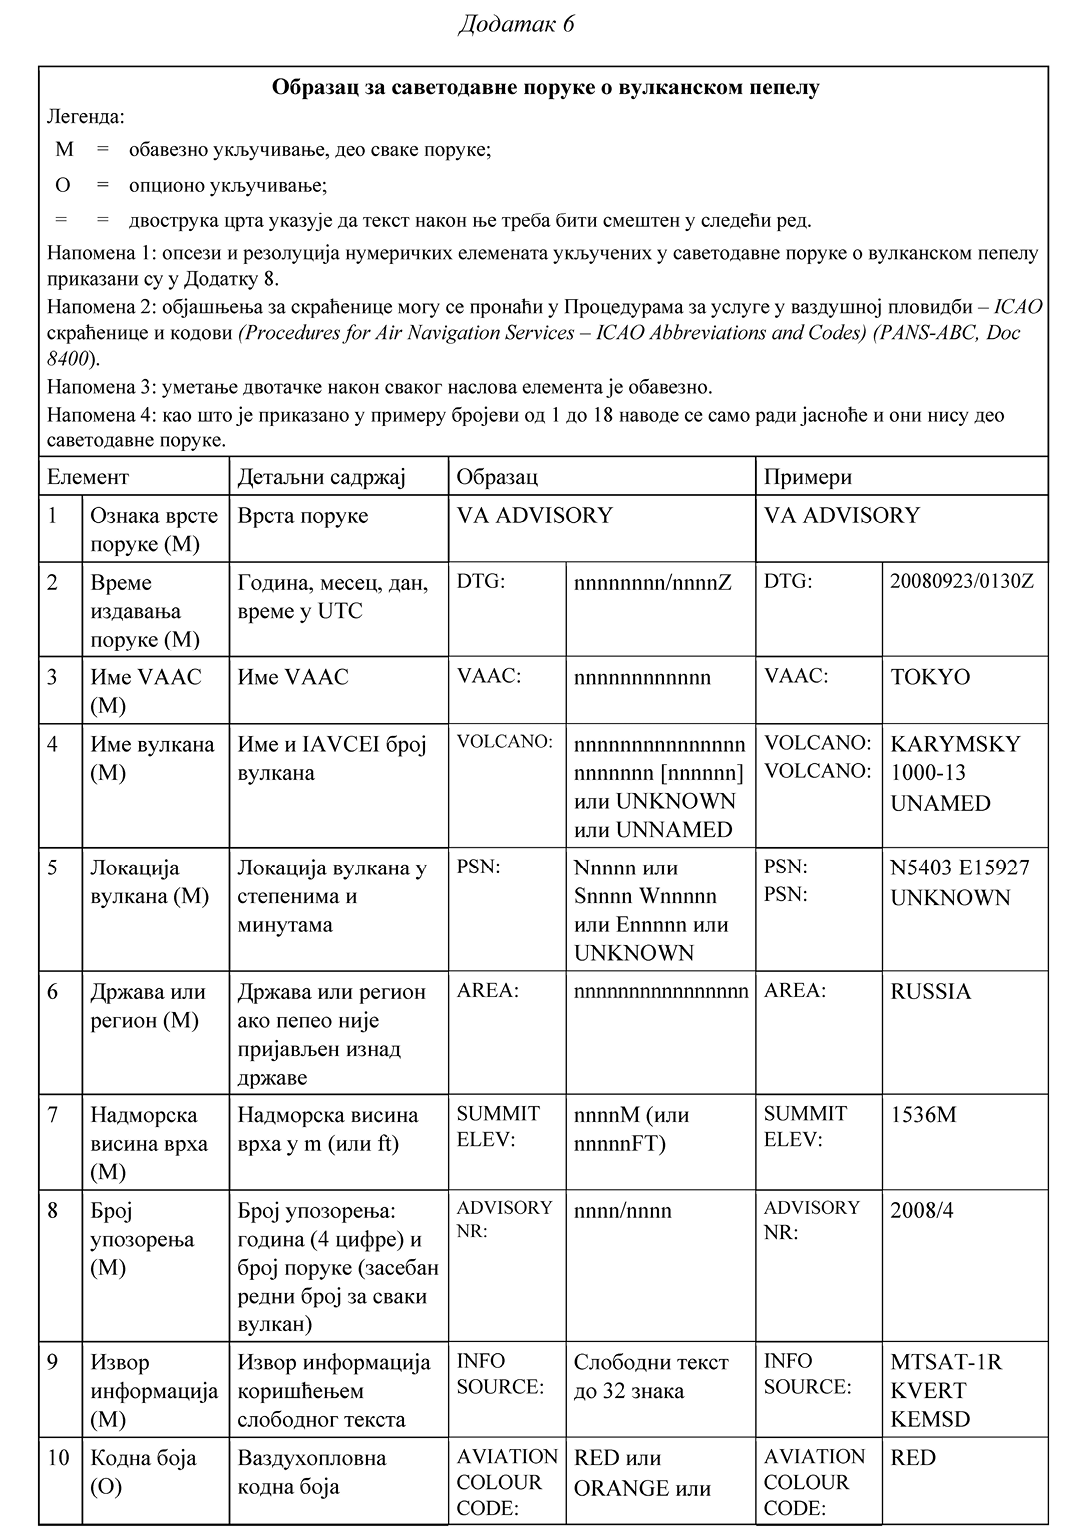 Додатак 6
Образац за саветодавне поруке о вулканском пепелу
Легенда:
M = обавезно укључивање, део сваке поруке;
O = опционо укључивање;
= = двострука црта указује да текст након ње треба бити смештен у следећи ред.
Напомена 1: опсези и резолуција нумеричких елемената укључених у саветодавне поруке о вулканском пепелу
приказани су у Додатку 8.
Напомена 2: објашњења за скраћенице могу се пронаћи у Процедурама за услуге у ваздушној пловидби – ICAO
скраћенице и кодови (Procedures for Air Navigation Services – ICAO Abbreviations and Codes) (PANS-ABC, Doc
8400).
Напомена 3: уметање двотачке након сваког наслова елемента је обавезно.
Напомена 4: као што је приказано у примеру бројеви од 1 до 18 наводе се само ради јасноће и они нису део
саветодавне поруке.
Елемент Детаљни садржај Образац Примери
1 Ознака врсте Врста поруке VA ADVISORY VA ADVISORY
поруке (M)
2 Време Година, месец, дан, DTG: nnnnnnnn/nnnnZ DTG: 20080923/0130Z
издавања време у UTC
поруке (M)
3 Име VAAC Име VAAC VAAC: nnnnnnnnnnnn VAAC: TOKYO
(M)
4 Име вулкана Име и IAVCEI број VOLCANO: nnnnnnnnnnnnnnn VOLCANO: KARYMSKY
(M) вулкана nnnnnnn [nnnnnn] VOLCANO: 1000-13
или UNKNOWN UNAMED
или UNNAMED
5 Локација Локација вулкана у PSN: Nnnnn или PSN: N5403 E15927
вулкана (M) степенима и Snnnn Wnnnnn PSN: UNKNOWN
минутама или Ennnnn или
UNKNOWN
6 Држава или Држава или регион AREA: nnnnnnnnnnnnnnnn AREA: RUSSIA
регион (M) ако пепео није
пријављен изнад
државе
7 Надморска Надморска висина SUMMIT nnnnM (или SUMMIT 1536M
висина врха врха у m (или ft) ELEV: nnnnnFT) ELEV:
(M)
8 Број Број упозорења: ADVISORY nnnn/nnnn ADVISORY 2008/4
упозорења година (4 цифре) и NR: NR:
(M) број поруке (засебан
редни број за сваки
вулкан)
9 Извор Извор информација INFO Слободни текст INFO MTSAT-1R
информација коришћењем SOURCE: до 32 знака SOURCE: KVERT
(M) слободног текста KEMSD
10 Кодна боја Ваздухопловна AVIATION RED или AVIATION RED
(O) кодна боја COLOUR ORANGE или COLOUR
CODE: CODE: